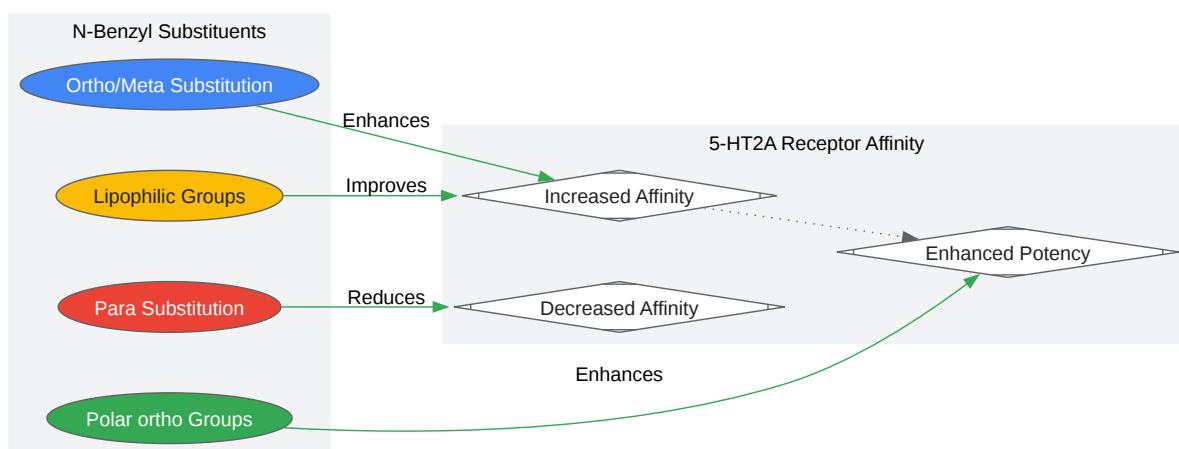 N-Benzyl Substituents
Ortho/Meta Substitution
Enhances
5-HT2A Receptor Affinity
Lipophilic Groups
Improves
Increased Affinity
Enhanced Potency
Para Substitution
Reduces
Decreased Affinity
Enhances
Polar ortho Groups